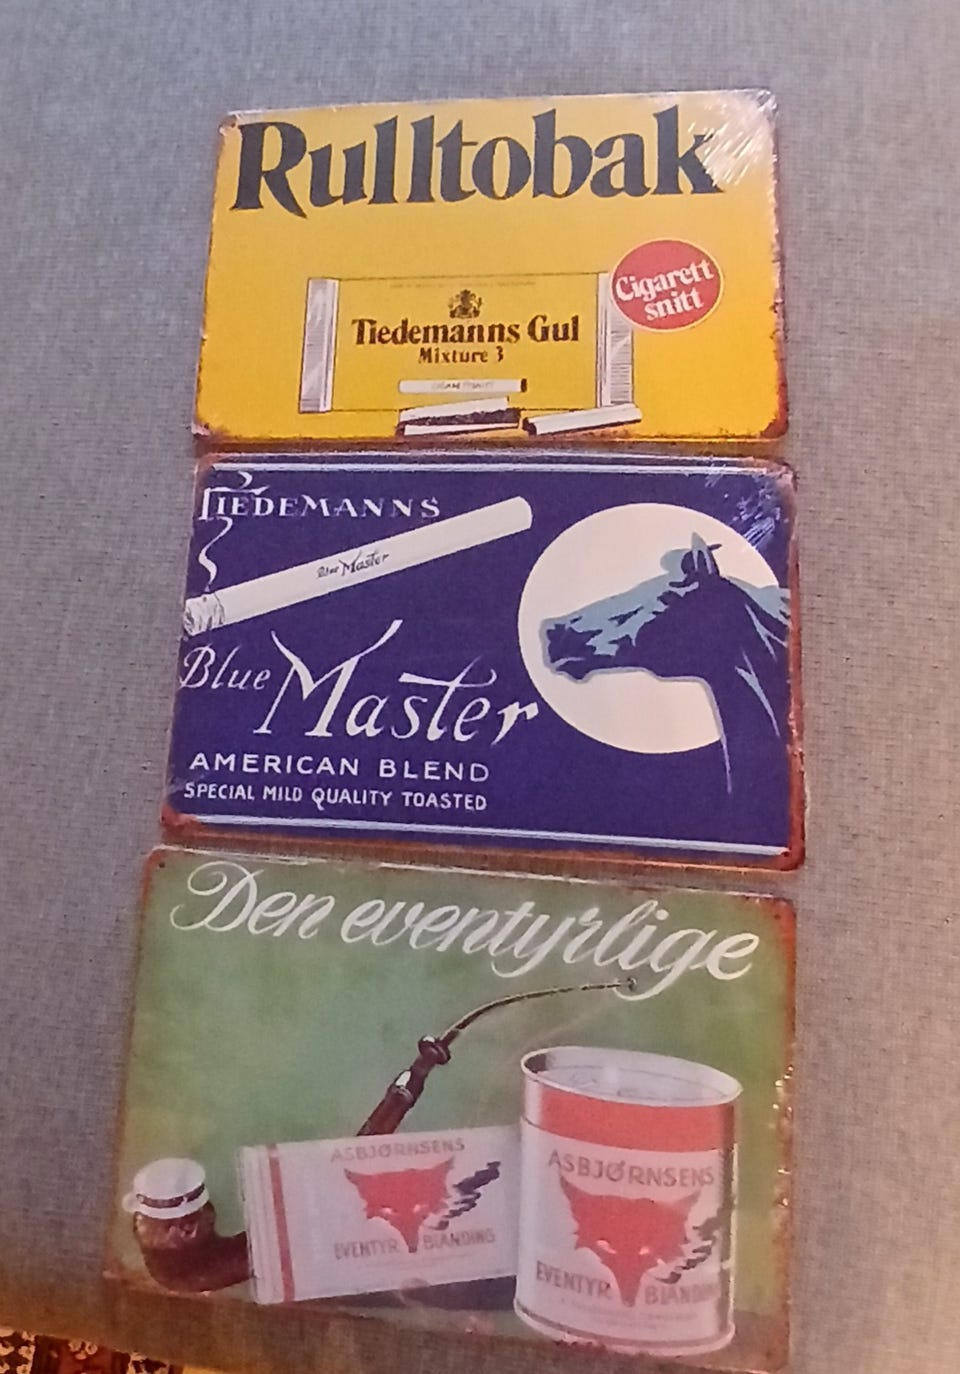 Rulltobak
Cigarett
snitt
Tiedemanns Gul
Mixture 3
TIEDEMANNS
Blue Master
Blue Master
AMERICAN BLEND
SPECIAL MILD QUALITY TOASTED
Den eventyrlige
ASBJØRNSENS
EVENTYR BLANDING
ASBJØRNSENS
EVENTYR BLANDING